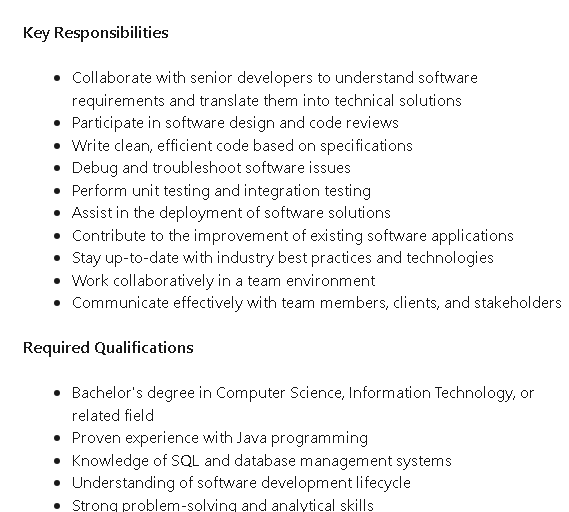 Key Responsibilities
• Collaborate with senior developers to understand software
requirements and translate them into technical solutions
• Participate in software design and code reviews
• Write clean, efficient code based on specifications
• Debug and troubleshoot software issues
• Perform unit testing and integration testing
• Assist in the deployment of software solutions
• Contribute to the improvement of existing software applications
• Stay up-to-date with industry best practices and technologies
• Work collaboratively in a team environment
• Communicate effectively with team members, clients, and stakeholders
Required Qualifications
• Bachelor's degree in Computer Science, Information Technology, or
related field
• Proven experience with Java programming
• Knowledge of SQL and database management systems
• Understanding of software development lifecycle
• Strong problem-solving and analytical skills